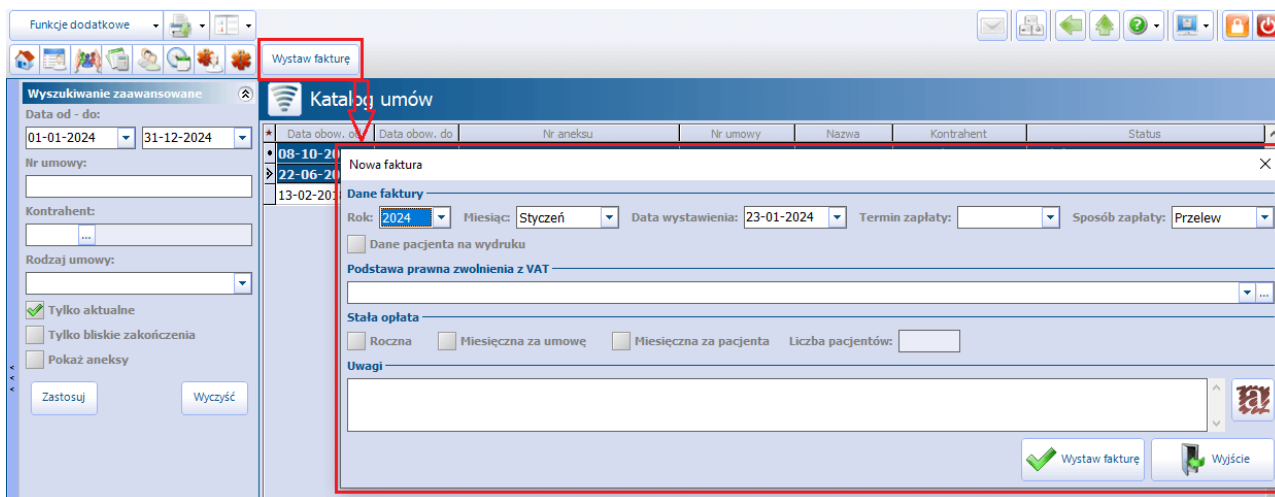 Funkcje dodatkowe
Wystaw fakturę
Wyszukiwanie zaawansowane
Data od - do:
01-01-2024 31-12-2024
Nr umowy:
Kontrahent:
...
Rodzaj umowy:
Tylko aktualne
Tylko bliskie zakończenia
Pokaż aneksy
Zastosuj Wyczyść
Katalog umów
Data obow. od Data obow. do Nr aneksu Nr umowy Nazwa Kontrahent Status
08-10-20
22-06-20
13-02-201
Nowa faktura
Dane faktury
Rok: 2024 Miesiąc: Styczeń Data wystawienia: 23-01-2024 Termin zapłaty: Sposób zapłaty: Przelew
Dane pacjenta na wydruku
Podstawa prawna zwolnienia z VAT
...
Stała opłata
Roczna Miesięczna za umowę Miesięczna za pacjenta Liczba pacjentów:
Uwagi
Wystaw fakturę Wyjście